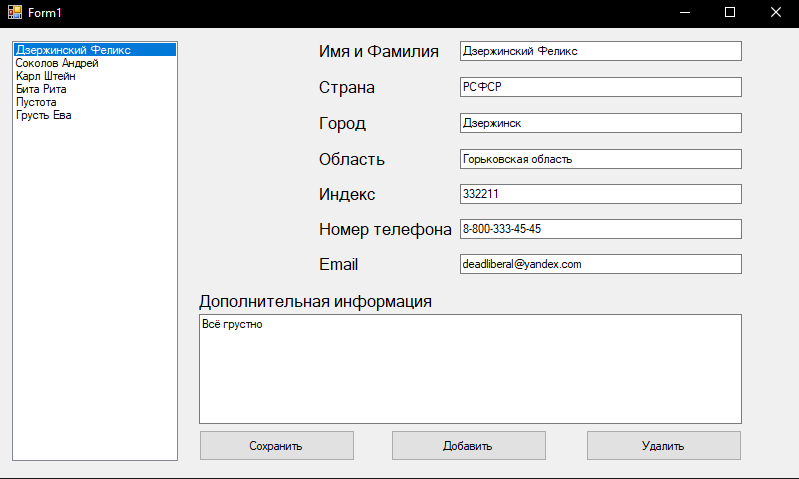 Form1
Дзержинский Феликс
Соколов Андрей
Карл Штейн
Бита Рита
Пустота
Грусть Ева
Имя и Фамилия Дзержинский Феликс
Страна РСФСР
Город Дзержинск
Область Горьковская область
Индекс 332211
Номер телефона 8-800-333-45-45
Email deadliberal@yandex.com
Дополнительная информация
Всё грустно
Сохранить Добавить Удалить